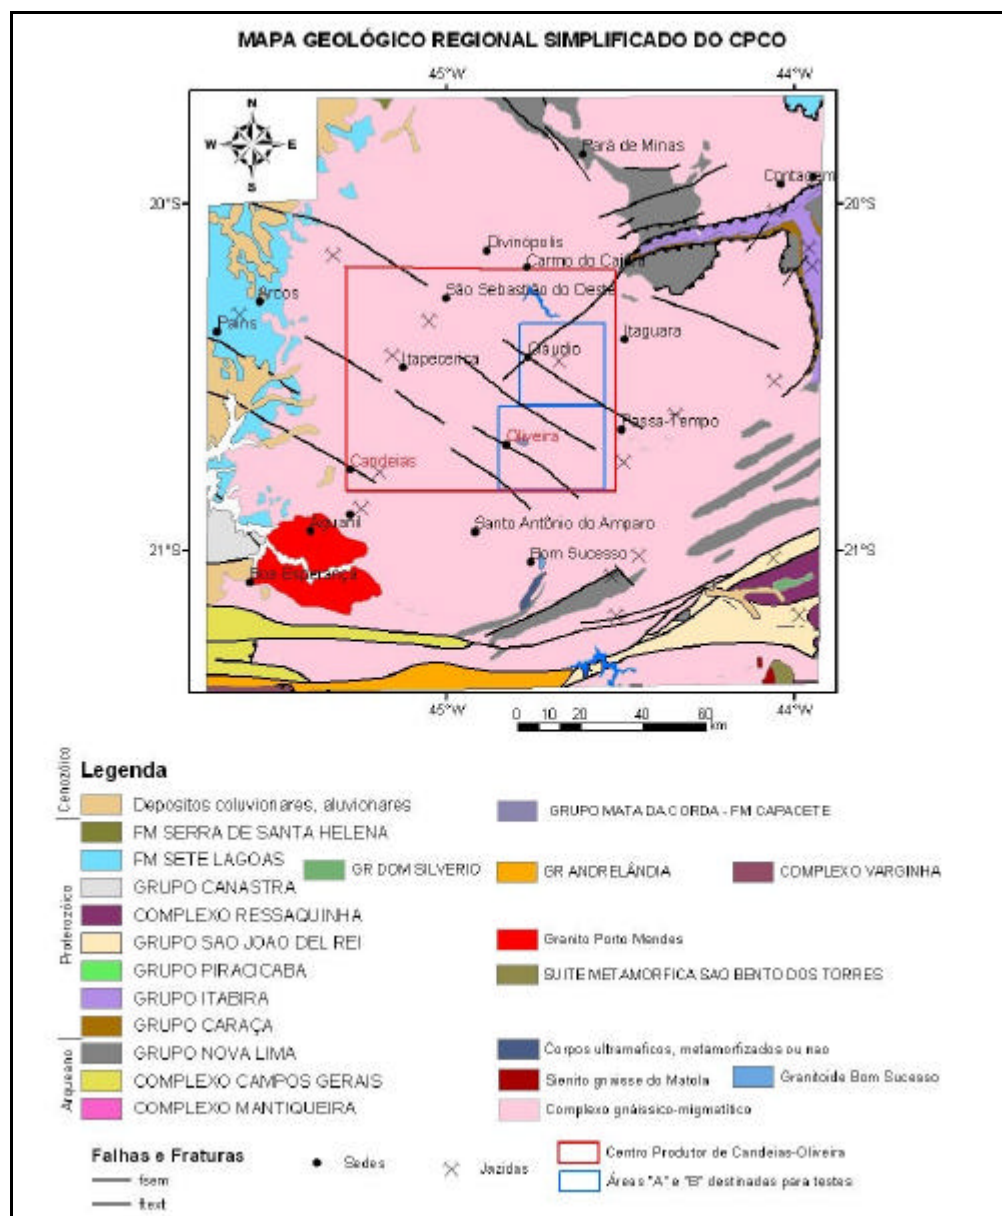 MAPA GEOLÓGICO REGIONAL SIMPLIFICADO DO CPCO
45°W
44°W
N
W
E
S
Pará de Minas
Contagem
20°S
20°S
Divinópolis
Carmo do Cajuru
São Sebastião do Oeste
Arcos
Pains
Itaguara
Cláudio
Itapecerica
Passa-Tempo
Oliveira
Candeias
Aguanil
Santo Antônio do Amparo
21°S
Bom Sucesso
21°S
Boa Esperança
45°W
44°W
0 10 20 40 60
km
Legenda
Cenozóico
Depositos coluvionares, aluvionares
GRUPO MATA DA CORDA - FM CAPACETE
Proterozóico
FM SERRA DE SANTA HELENA
FM SETE LAGOAS
GR DOM SILVERIO
GR ANDRELÂNDIA
COMPLEXO VARGINHA
GRUPO CANASTRA
COMPLEXO RESSAQUINHA
GRUPO SAO JOAO DEL REI
Granito Porto Mendes
GRUPO PIRACICABA
SUITE METAMORFICA SAO BENTO DOS TORRES
GRUPO ITABIRA
GRUPO CARAÇA
Arqueano
GRUPO NOVA LIMA
Corpos ultramaficos, metamorfizados ou nao
COMPLEXO CAMPOS GERAIS
Sienito gnaisse do Matola
Granitoide Bom Sucesso
COMPLEXO MANTIQUEIRA
Complexo gnáissico-migmatítico
Falhas e Fraturas
Sedes
Jazidas
Centro Produtor de Candeias-Oliveira
fsem
Áreas "A" e "B" destinadas para testes
ftext